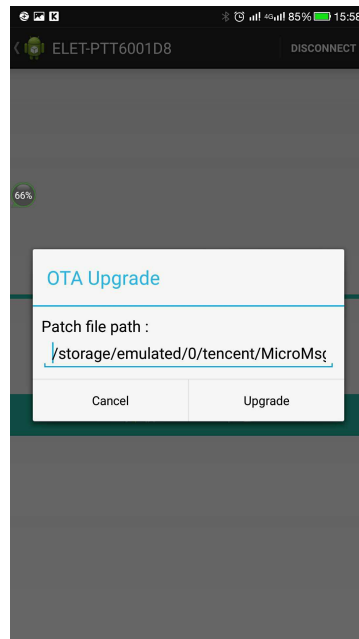 4G 85% 15:58
ELET-PTT6001D8 DISCONNECT
66%
OTA Upgrade
Patch file path :
/storage/emulated/0/tencent/MicroMsg
Cancel Upgrade